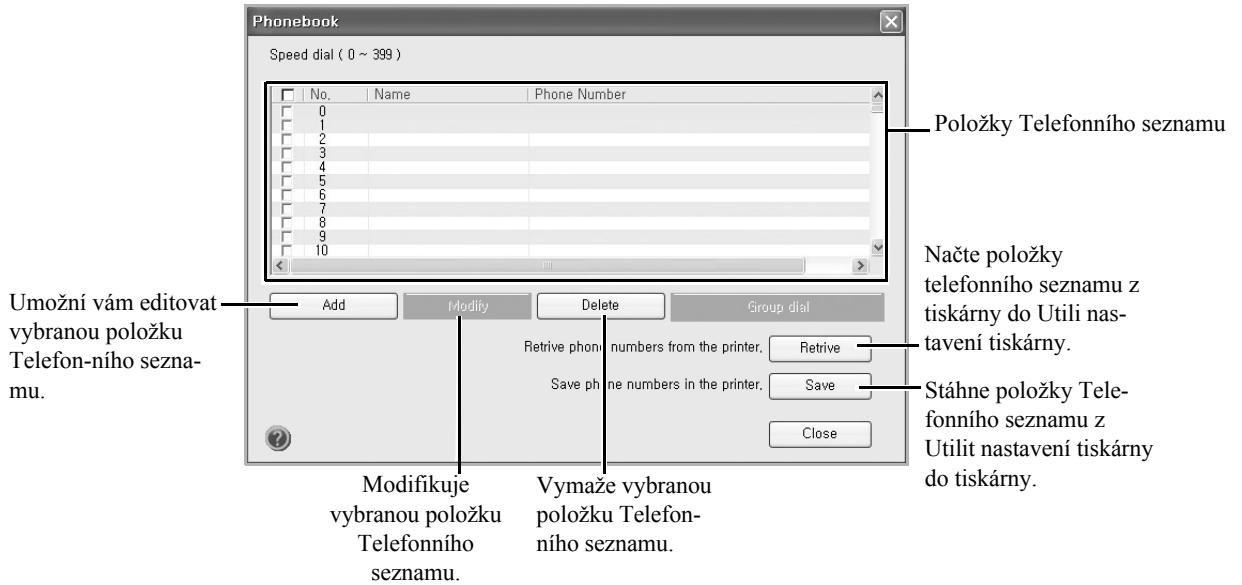 Phonebook
Speed dial ( 0 ~ 399 )
No. Name Phone Number
0
1
2
3
4
5
6
7
8
9
10
Položky Telefonního seznamu
Add Modify Delete Group dial
Umožní vám editovat
vybranou položku
Telefon-ního sezna-
mu.
Načte položky
telefonního seznamu z
tiskárny do Utili nas-
tavení tiskárny.
Retrive phone numbers from the printer. Retrive
Save phone numbers in the printer. Save
Stáhne položky Tele-
fonního seznamu z
Utilit nastavení tiskárny
do tiskárny.
Close
Modifikuje
vybranou položku
Telefonního
seznamu.
Vymaže vybranou
položku Telefon-
ního seznamu.